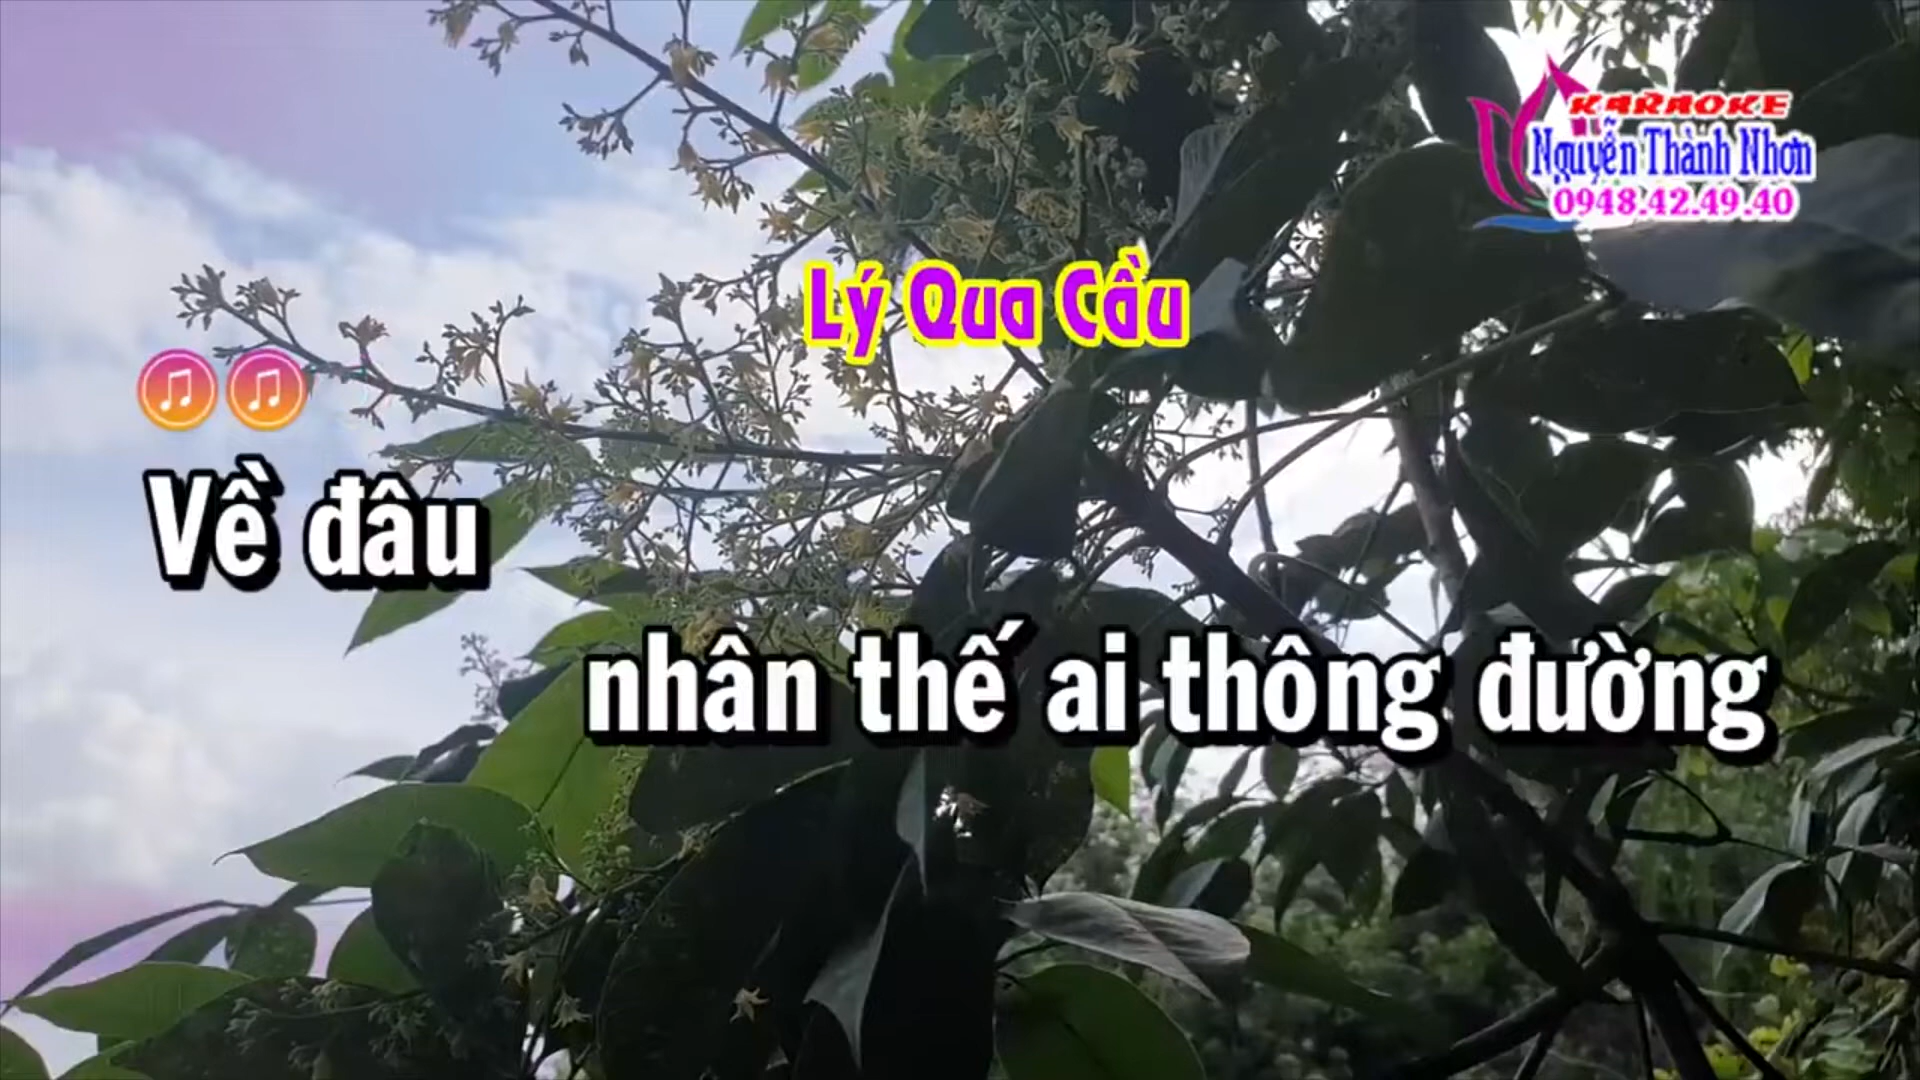 KARAOKE
Nguyễn Thành Nhơn
0948.42.49.40
Lý Qua Cầu
Về đâu
nhân thế ai thông đường